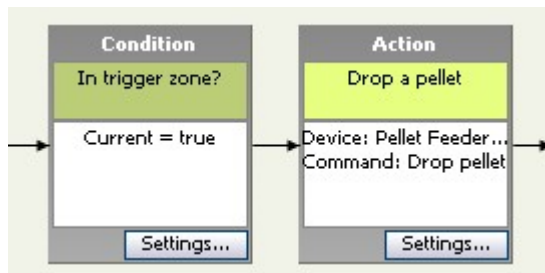 Condition
In trigger zone?
Current = true
Settings...
Action
Drop a pellet
Device: Pellet Feeder...
Command: Drop pellet
Settings...